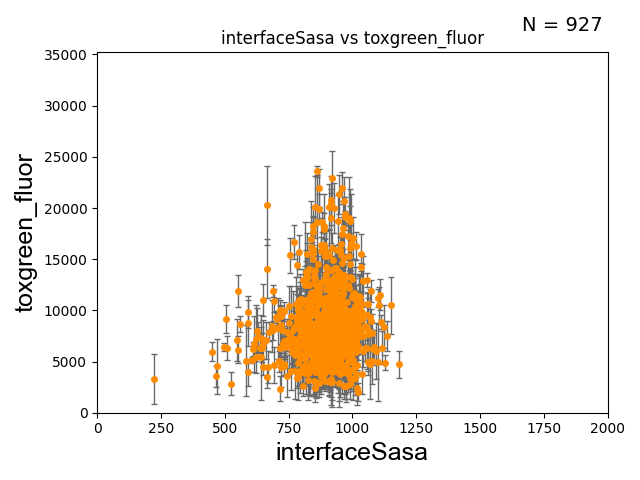 N = 927
interfaceSasa vs toxgreen_fluor
35000
30000
25000
20000
15000
10000
5000
0
toxgreen_fluor
0 250 500 750 1000 1250 1500 1750 2000
interfaceSasa